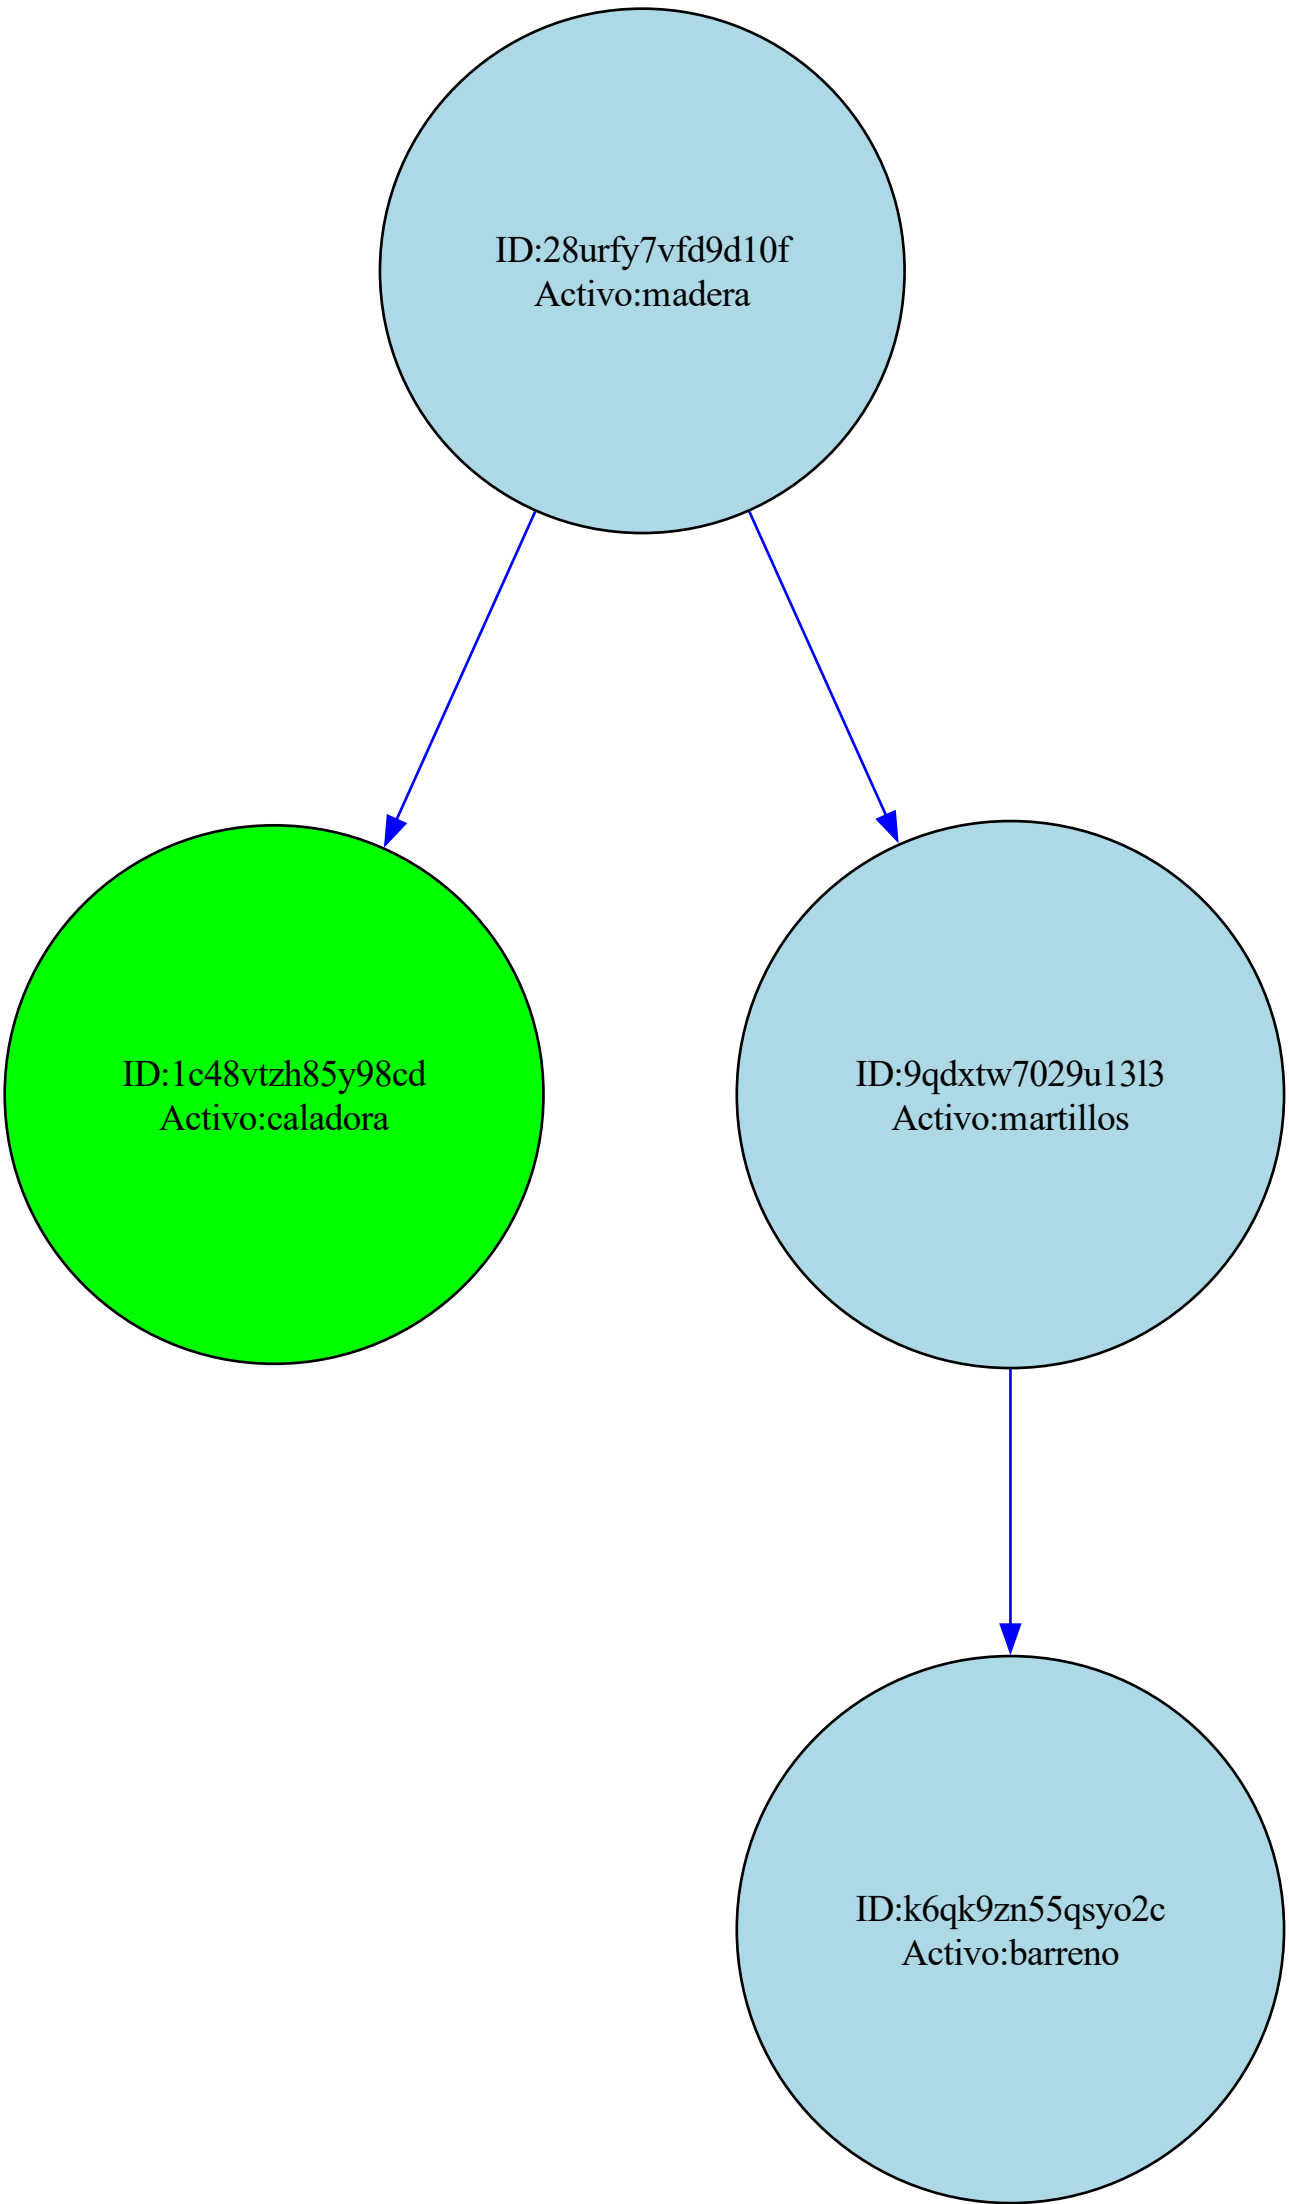 ID:28urfy7vfd9d10f
Activo:madera
ID:1c48vtzh85y98cd
Activo:caladora
ID:9qdxtw7029u13l3
Activo:martillos
ID:k6qk9zn55qsyo2c
Activo:barreno